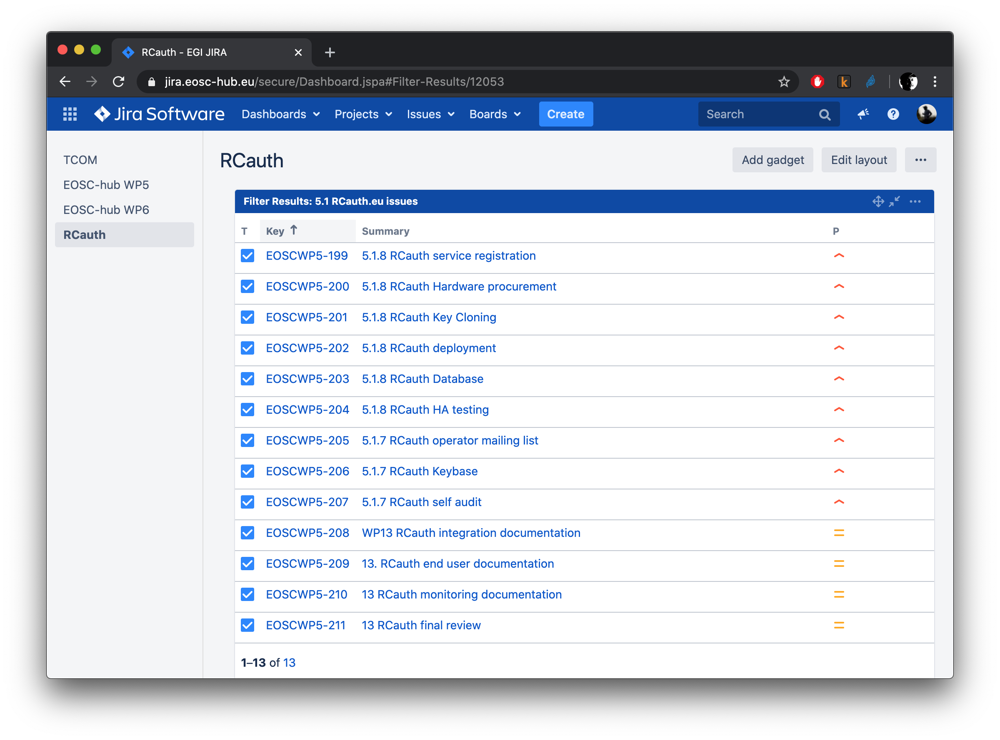 RCauth - EGI JIRA
jira.eosc-hub.eu/secure/Dashboard.jspa#Filter-Results/12053
k
Jira Software Dashboards Projects Issues Boards Create Search ?
TCOM
EOSC-hub WP5
EOSC-hub WP6
RCauth
RCauth Add gadget Edit layout
Filter Results: 5.1 RCauth.eu issues
T Key Summary P
EOSCWP5-199 5.1.8 RCauth service registration
EOSCWP5-200 5.1.8 RCauth Hardware procurement
EOSCWP5-201 5.1.8 RCauth Key Cloning
EOSCWP5-202 5.1.8 RCauth deployment
EOSCWP5-203 5.1.8 RCauth Database
EOSCWP5-204 5.1.8 RCauth HA testing
EOSCWP5-205 5.1.7 RCauth operator mailing list
EOSCWP5-206 5.1.7 RCauth Keybase
EOSCWP5-207 5.1.7 RCauth self audit
EOSCWP5-208 WP13 RCauth integration documentation
EOSCWP5-209 13. RCauth end user documentation
EOSCWP5-210 13 RCauth monitoring documentation
EOSCWP5-211 13 RCauth final review
1–13 of 13